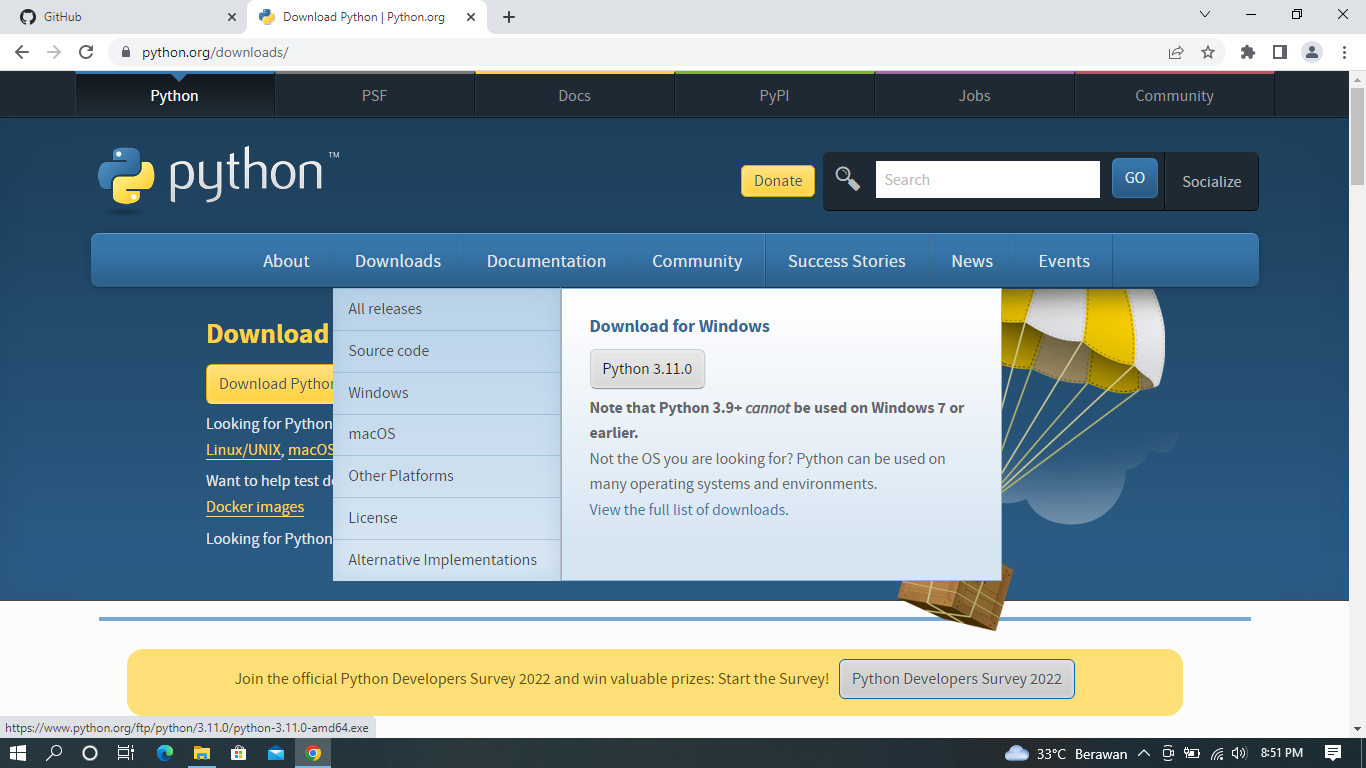 GitHub
Download Python | Python.org
python.org/downloads/
Python
PSF
Docs
PyPI
Jobs
Community
python™
Donate
Search
GO
Socialize
About
Downloads
Documentation
Community
Success Stories
News
Events
Download
Download Python
Looking for Python
Linux/UNIX, macOS
Want to help test de
Docker images
Looking for Python
All releases
Source code
Windows
macOS
Other Platforms
License
Alternative Implementations
Download for Windows
Python 3.11.0
Note that Python 3.9+ cannot be used on Windows 7 or
earlier.
Not the OS you are looking for? Python can be used on
many operating systems and environments.
View the full list of downloads.
Join the official Python Developers Survey 2022 and win valuable prizes: Start the Survey!
Python Developers Survey 2022
https://www.python.org/ftp/python/3.11.0/python-3.11.0-amd64.exe
33°C Berawan
8:51 PM